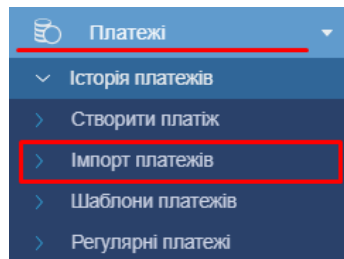 Платежі
Історія платежів
Створити платіж
Імпорт платежів
Шаблони платежів
Регулярні платежі